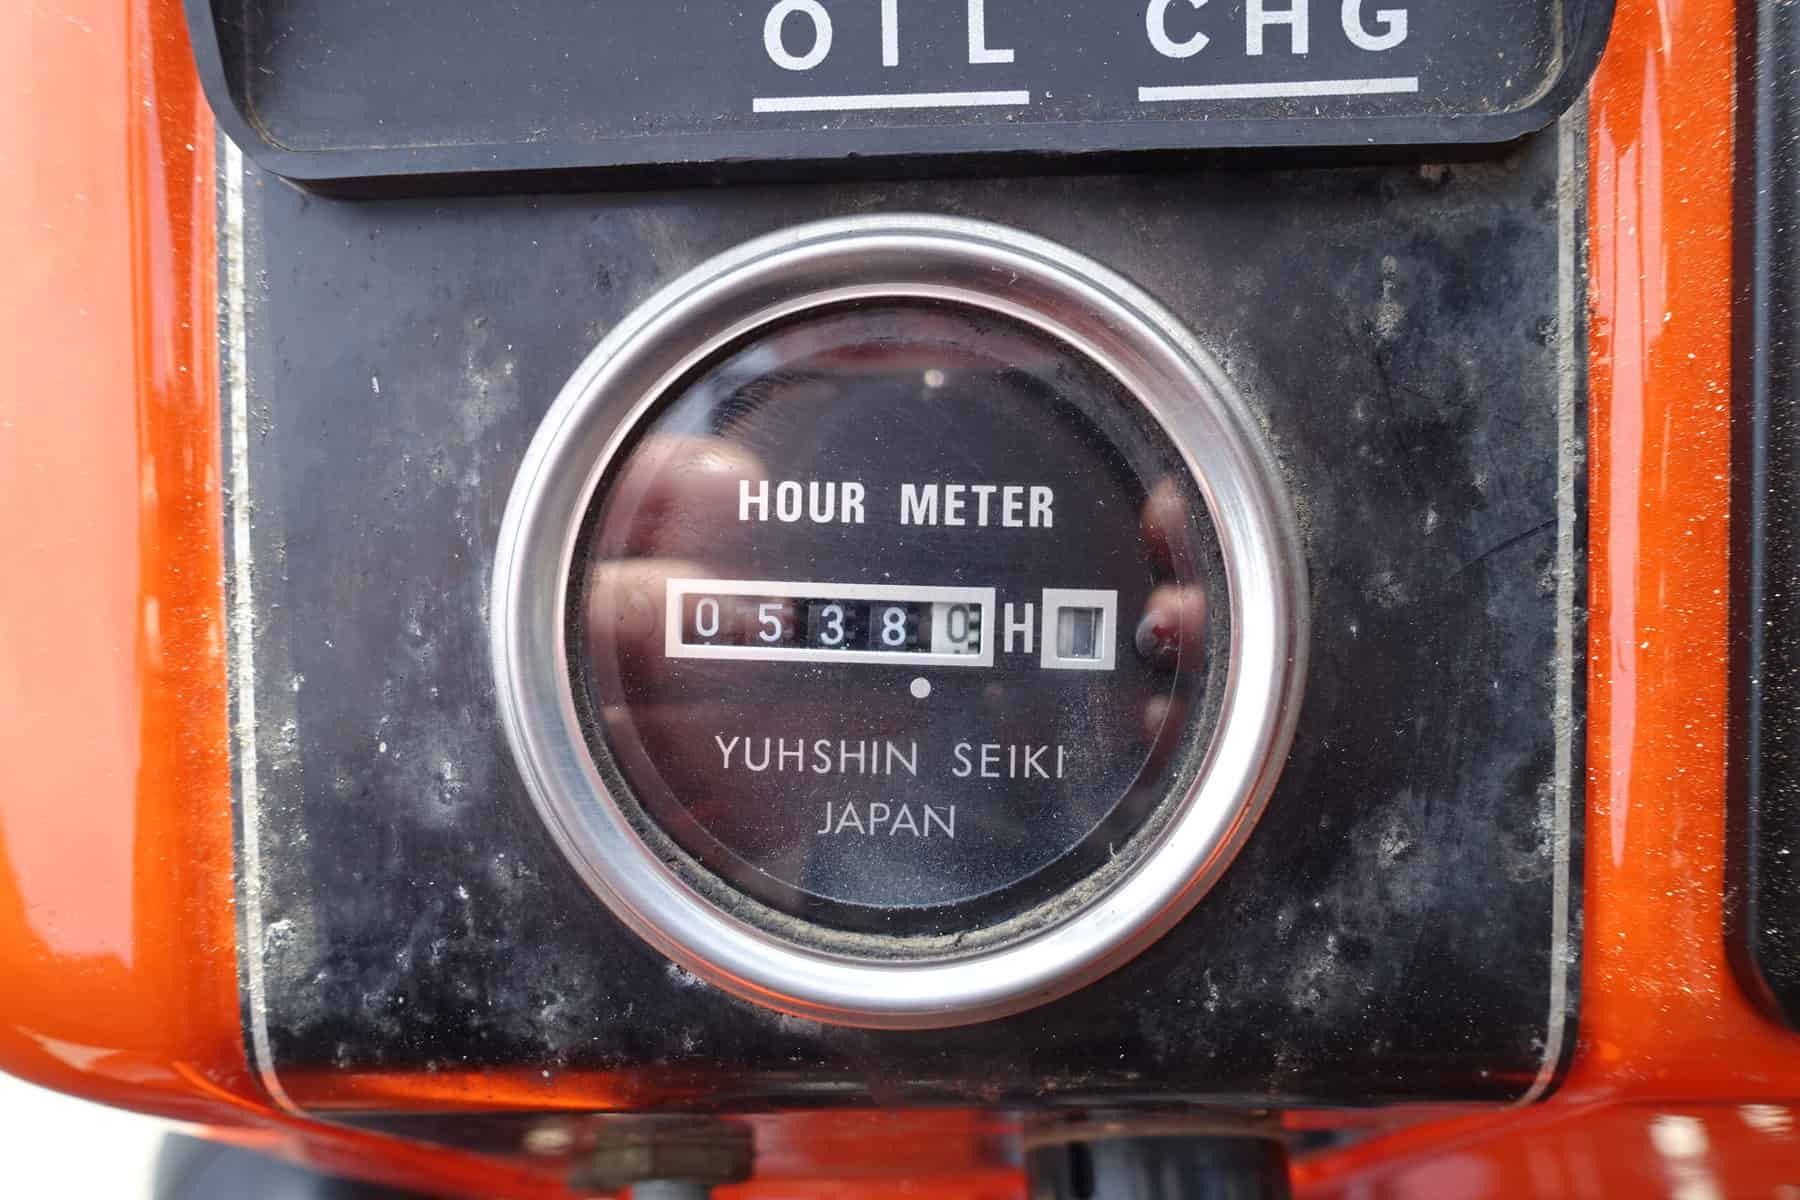 OIL CHG
HOUR METER
05380 H
YUHSHIN SEIKI
JAPAN